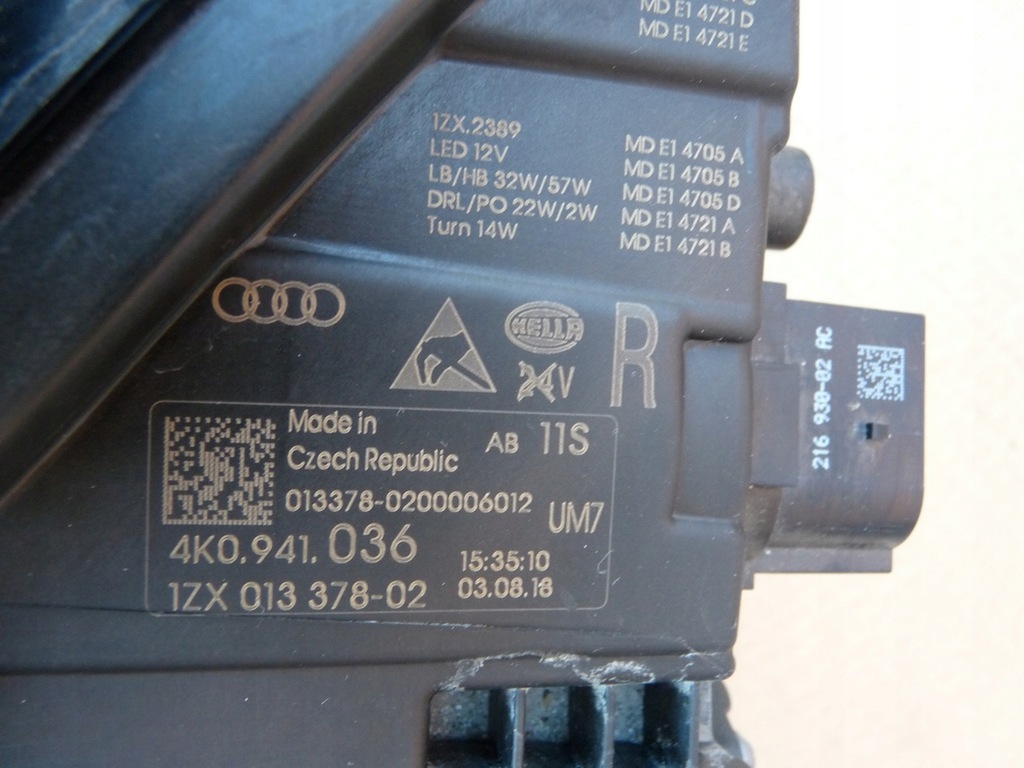 MD E1 4721 D
MD E1 4721 E
1ZX.2389
LED 12V
LB/HB 32W/57W
DRL/PO 22W/2W
Turn 14W
MD E1 4705 A
MD E1 4705 B
MD E1 4705 D
MD E1 4721 A
MD E1 4721 B
HELLA
24V
R
Made in
Czech Republic
AB 11S
013378-0200006012
UM7
4K0.941.036
15:35:10
1ZX 013 378-02
03.08.18
216 930-02 AC